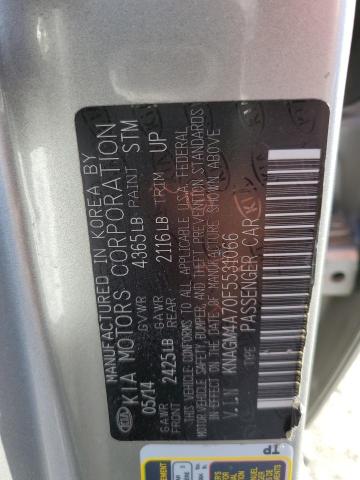 MANUFACTURED IN KOREA BY
KIA MOTORS CORPORATION
05/14 GVWR 4365LB PAINT STM
GAWR FRONT 2425LB GAWR REAR 2116LB TRIM UP
THIS VEHICLE CONFORMS TO ALL APPLICABLE U.S.A. FEDERAL
MOTOR VEHICLE SAFETY, BUMPER, AND THEFT PREVENTION STANDARDS
IN EFFECT ON THE DATE OF MANUFACTURE SHOWN ABOVE
V.I.N KNAGM4A70F5531066
TYPE PASSENGER CAR
KIA
TP